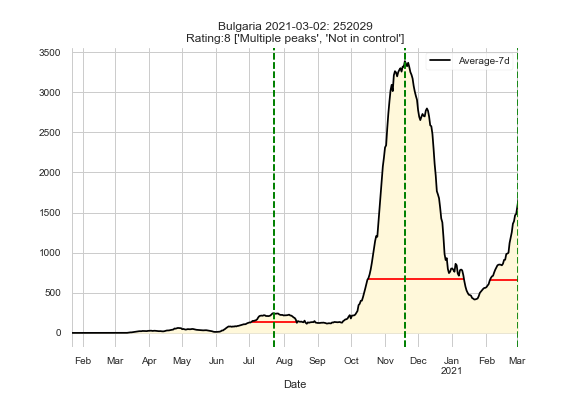 Bulgaria 2021-03-02: 252029
Rating:8 ['Multiple peaks', 'Not in control']
Average-7d
3500
3000
2500
2000
1500
1000
500
0
Feb Mar Apr May Jun Jul Aug Sep Oct Nov Dec Jan Feb Mar
2021
Date